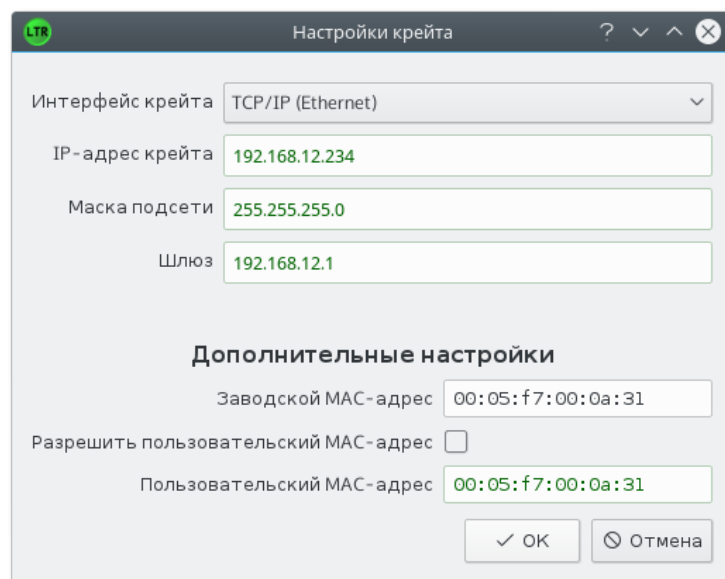 LTR
Настройки крейта
Интерфейс крейта TCP/IP (Ethernet)
IP-адрес крейта 192.168.12.234
Маска подсети 255.255.255.0
Шлюз 192.168.12.1
Дополнительные настройки
Заводской MAC-адрес 00:05:f7:00:0a:31
Разрешить пользовательский MAC-адрес
Пользовательский MAC-адрес 00:05:f7:00:0a:31
OK Отмена